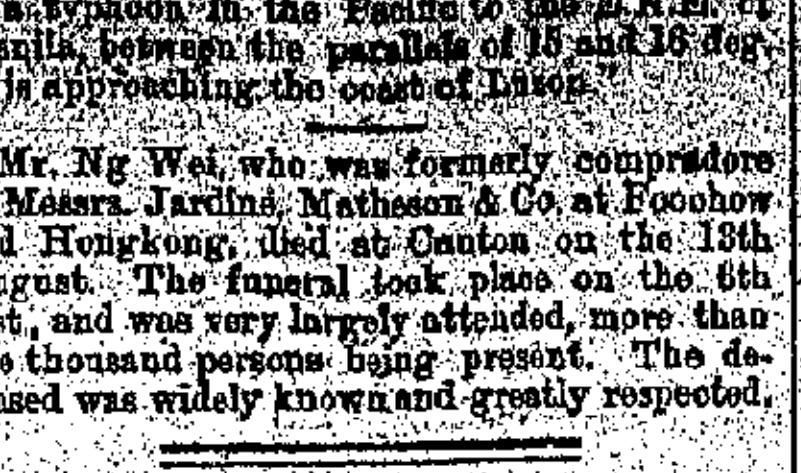 a typhoon in the Pacific to the E.N.E. of
anila, between the parallels of 15 and 16 deg.
is approaching the coast of Luzon."
Mr. Ng Wei, who was formerly compradore
Messrs. Jardine, Matheson & Co. at Foochow
d Hongkong, died at Canton on the 13th
ugust. The funeral took place on the 6th
st., and was very largely attended, more than
e thousand persons being present. The de-
ased was widely known and greatly respected.